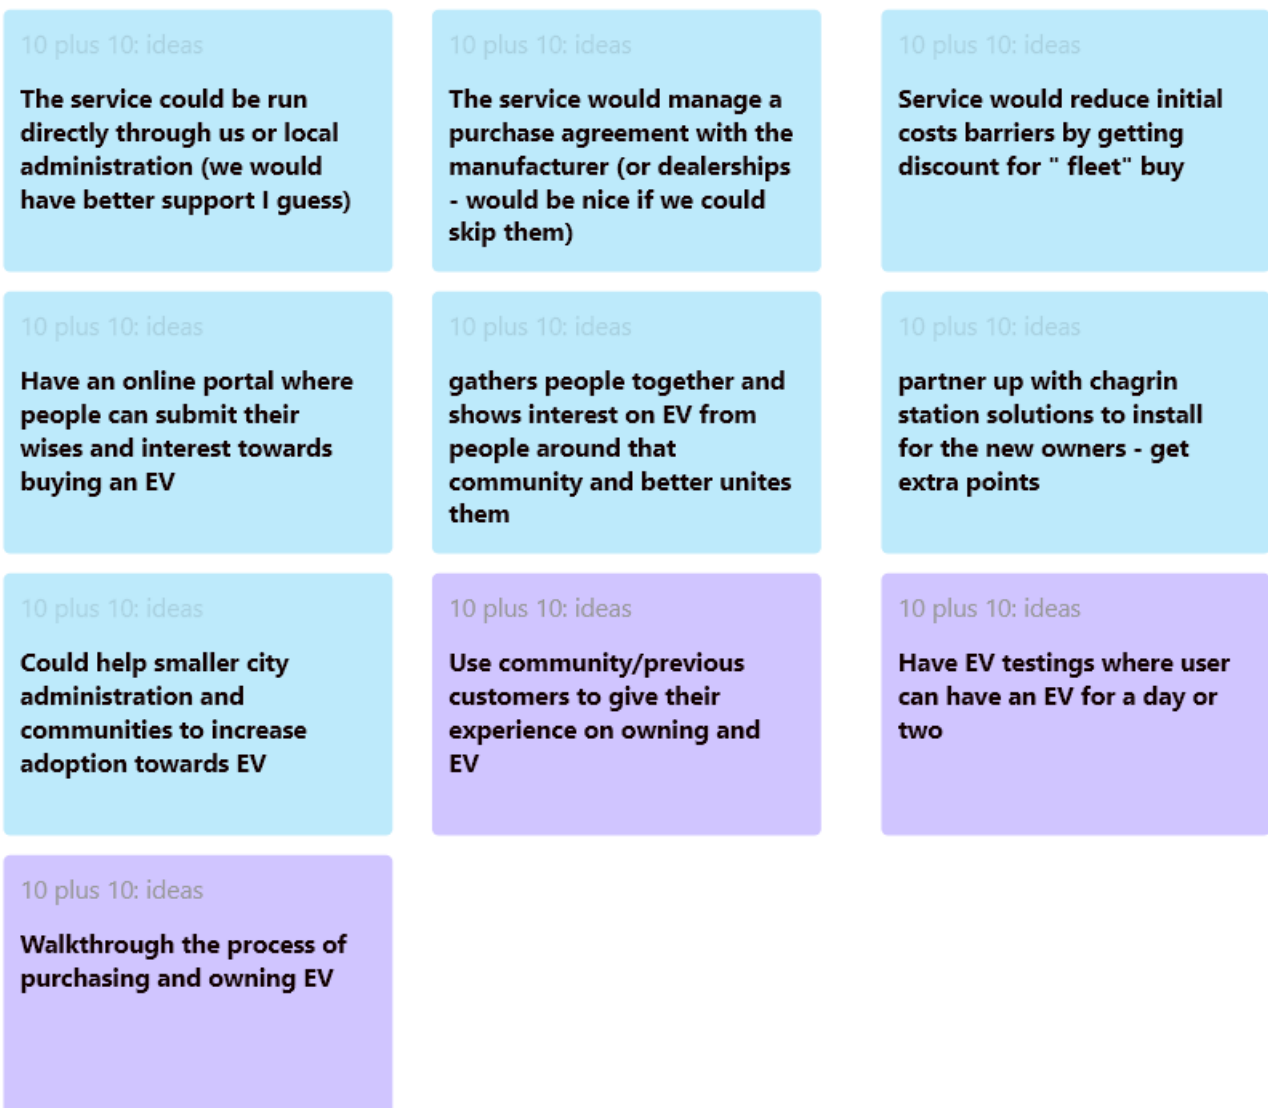 10 plus 10: ideas
The service could be run
directly through us or local
administration (we would
have better support I guess)
10 plus 10: ideas
The service would manage a
purchase agreement with the
manufacturer (or dealerships
- would be nice if we could
skip them)
10 plus 10: ideas
Service would reduce initial
costs barriers by getting
discount for " fleet" buy
10 plus 10: ideas
Have an online portal where
people can submit their
wises and interest towards
buying an EV
10 plus 10: ideas
gathers people together and
shows interest on EV from
people around that
community and better unites
them
10 plus 10: ideas
partner up with chagrin
station solutions to install
for the new owners - get
extra points
10 plus 10: ideas
Could help smaller city
administration and
communities to increase
adoption towards EV
10 plus 10: ideas
Use community/previous
customers to give their
experience on owning and
EV
10 plus 10: ideas
Have EV testings where user
can have an EV for a day or
two
10 plus 10: ideas
Walkthrough the process of
purchasing and owning EV